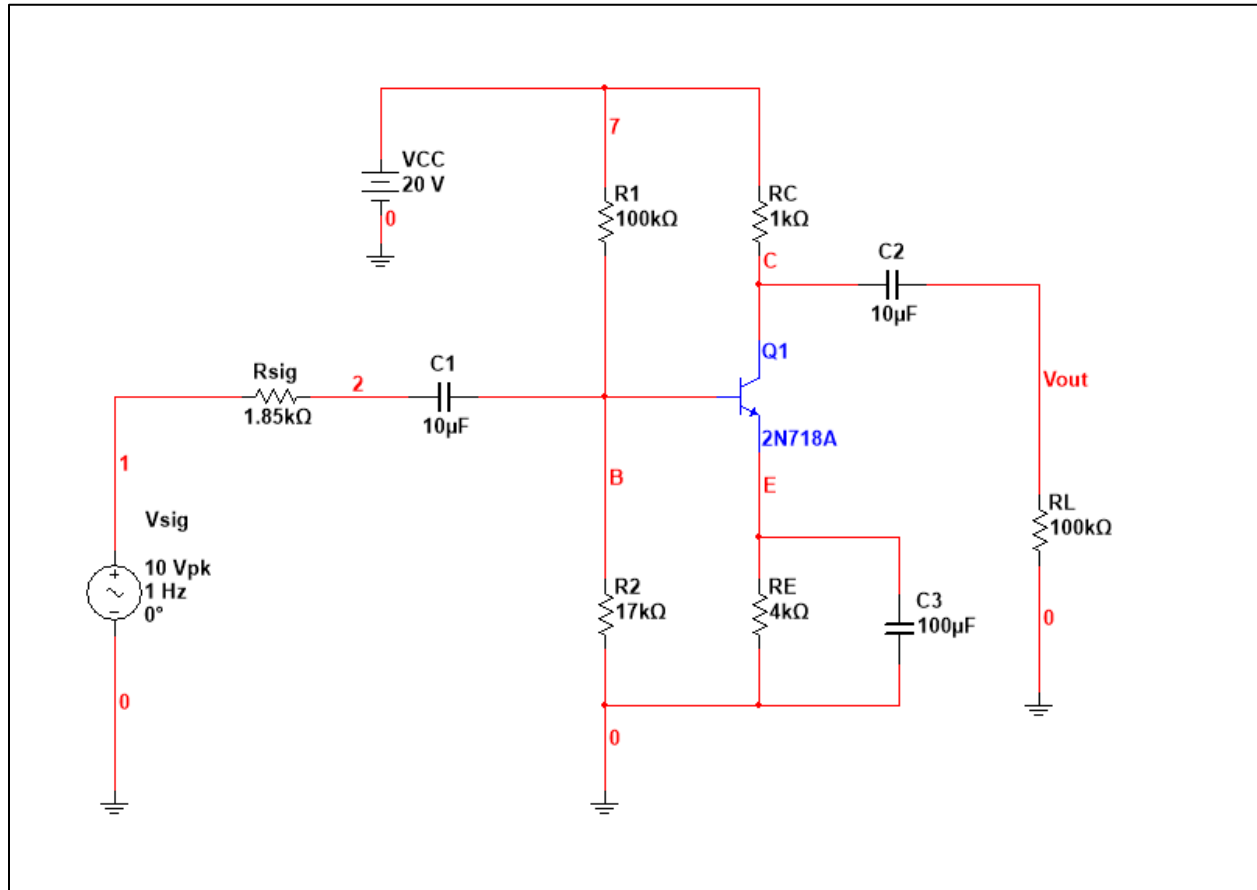 VCC
20 V
0
7
R1
100kΩ
RC
1kΩ
C
C2
10µF
Rsig
1.85kΩ
2
C1
10µF
Q1
2N718A
Vout
1
B
E
Vsig
10 Vpk
1 Hz
0°
R2
17kΩ
RE
4kΩ
C3
100µF
RL
100kΩ
0
0
0